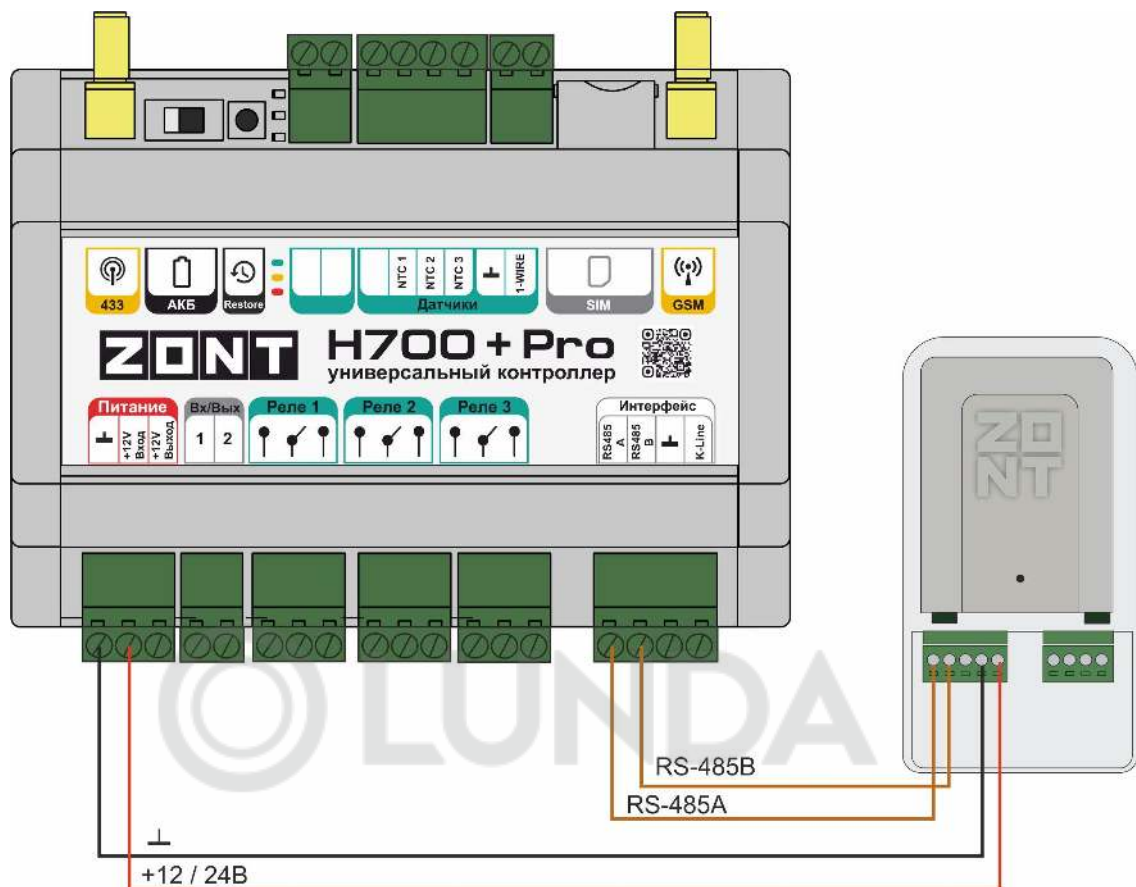 433
АКБ
Restore
NTC 1
NTC 2
NTC 3
1-WIRE
Датчики
SIM
GSM
ZONT
H700+Pro
универсальный контроллер
Питание
+12V Вход
+12V Выход
Вх/Вых
1 2
Реле 1
Реле 2
Реле 3
Интерфейс
RS485 A
RS485 B
K-Line
ZO
NT
LUNDA
RS-485B
RS-485A
+12 / 24В